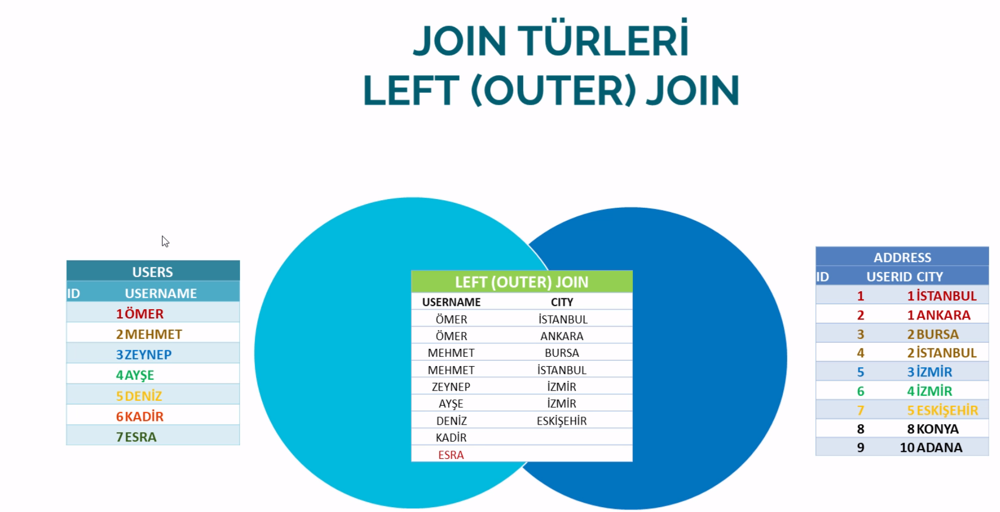 JOIN TÜRLERİ
LEFT (OUTER) JOIN
USERS
ID USERNAME
1 ÖMER
2 MEHMET
3 ZEYNEP
4 AYŞE
5 DENİZ
6 KADİR
7 ESRA
LEFT (OUTER) JOIN
USERNAME CITY
ÖMER İSTANBUL
ÖMER ANKARA
MEHMET BURSA
MEHMET İSTANBUL
ZEYNEP İZMİR
AYŞE İZMİR
DENİZ ESKİŞEHİR
KADİR
ESRA
ADDRESS
ID USERID CITY
1 1 İSTANBUL
2 1 ANKARA
3 2 BURSA
4 2 İSTANBUL
5 3 İZMİR
6 4 İZMİR
7 5 ESKİŞEHİR
8 8 KONYA
9 10 ADANA